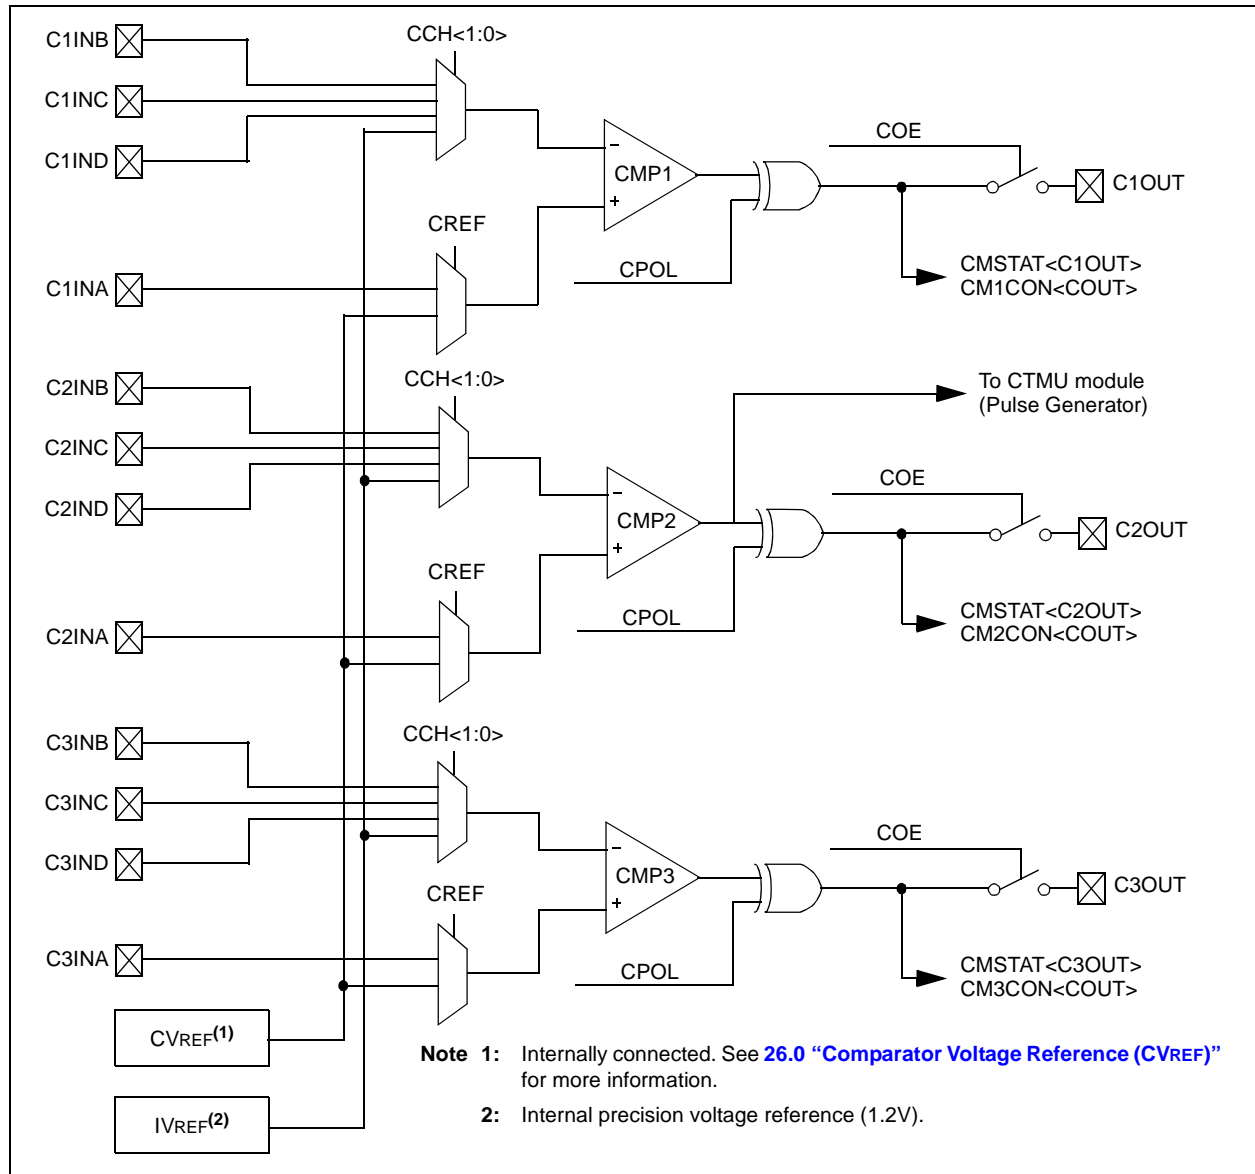 C1INB
CCH<1:0>
C1INC
C1IND
COE
CMP1
C1OUT
CREF
CPOL
C1INA
CMSTAT<C1OUT>
CM1CON<COUT>
C2INB
CCH<1:0>
To CTMU module
(Pulse Generator)
C2INC
C2IND
COE
CMP2
C2OUT
CREF
CPOL
C2INA
CMSTAT<C2OUT>
CM2CON<COUT>
C3INB
CCH<1:0>
C3INC
C3IND
COE
CMP3
C3OUT
CREF
CPOL
C3INA
CMSTAT<C3OUT>
CM3CON<COUT>
CVREF(1)
IVREF(2)
Note 1: Internally connected. See 26.0 “Comparator Voltage Reference (CVREF)”
for more information.
2: Internal precision voltage reference (1.2V).